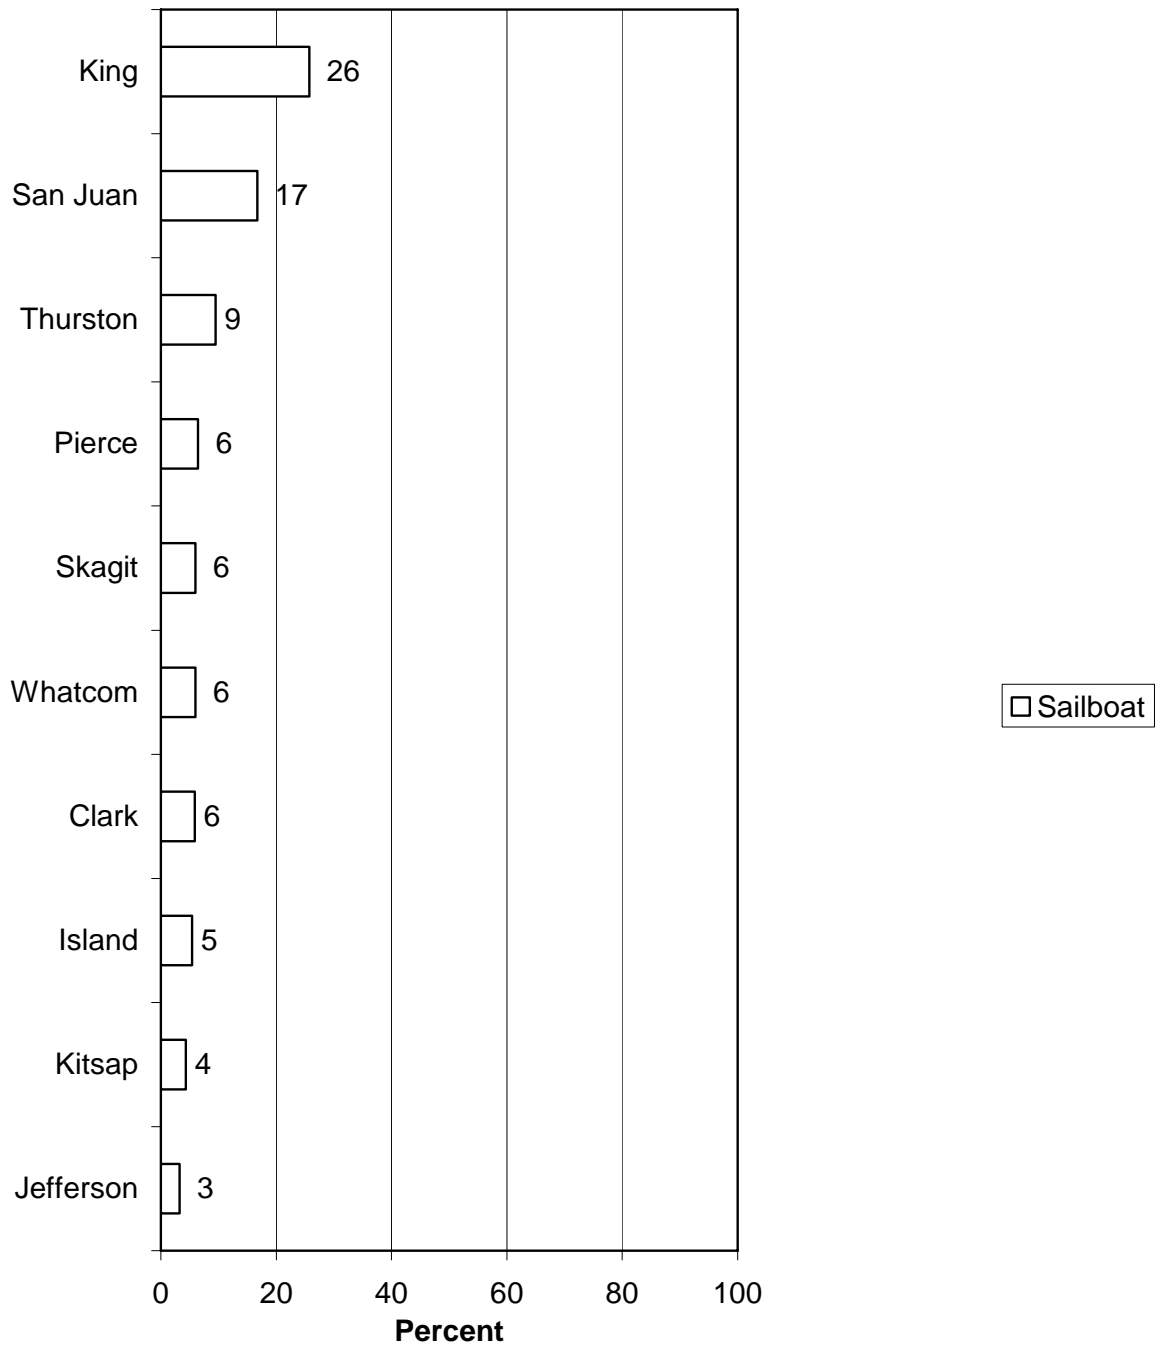 King 26
San Juan 17
Thurston 9
Pierce 6
Skagit 6
Whatcom 6
Sailboat
Clark 6
Island 5
Kitsap 4
Jefferson 3
0 20 40 60 80 100
Percent